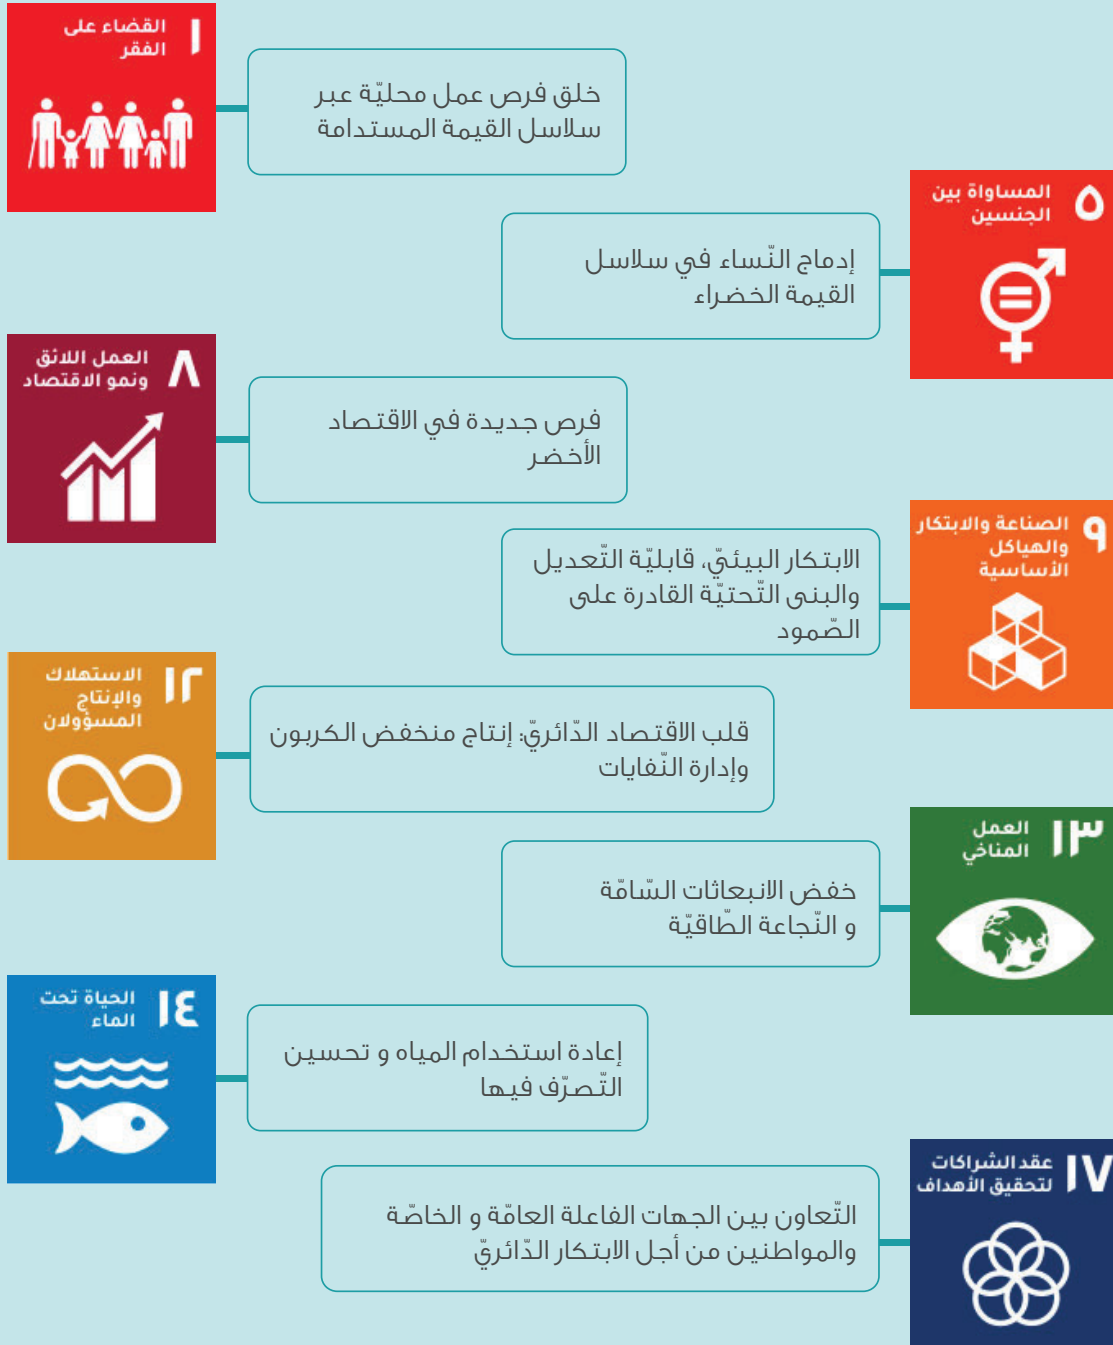 ١ القضاء على
الفقر
خلق فرص عمل محليّة عبر
سلاسل القيمة المستدامة
٥ المساواة بين
الجنسين
إدماج النّساء في سلاسل
القيمة الخضراء
٨ العمل اللائق
ونمو الاقتصاد
فرص جديدة في الاقتصاد
الأخضر
٩ الصناعة والابتكار
والهياكل
الأساسية
الابتكار البيئيّ، قابليّة التّعديل
والبنى التّحتيّة القادرة على
الصّمود
١٢ الاستهلاك
والإنتاج
المسؤولان
قلب الاقتصاد الدّائريّ: إنتاج منخفض الكربون
وإدارة النّفايات
١٣ العمل
المناخي
خفض الانبعاثات السّامّة
و النّجاعة الطّاقيّة
١٤ الحياة تحت
الماء
إعادة استخدام المياه و تحسين
التّصرّف فيها
١٧ عقد الشراكات
لتحقيق الأهداف
التّعاون بين الجهات الفاعلة العامّة و الخاصّة
والمواطنين من أجل الابتكار الدّائريّ